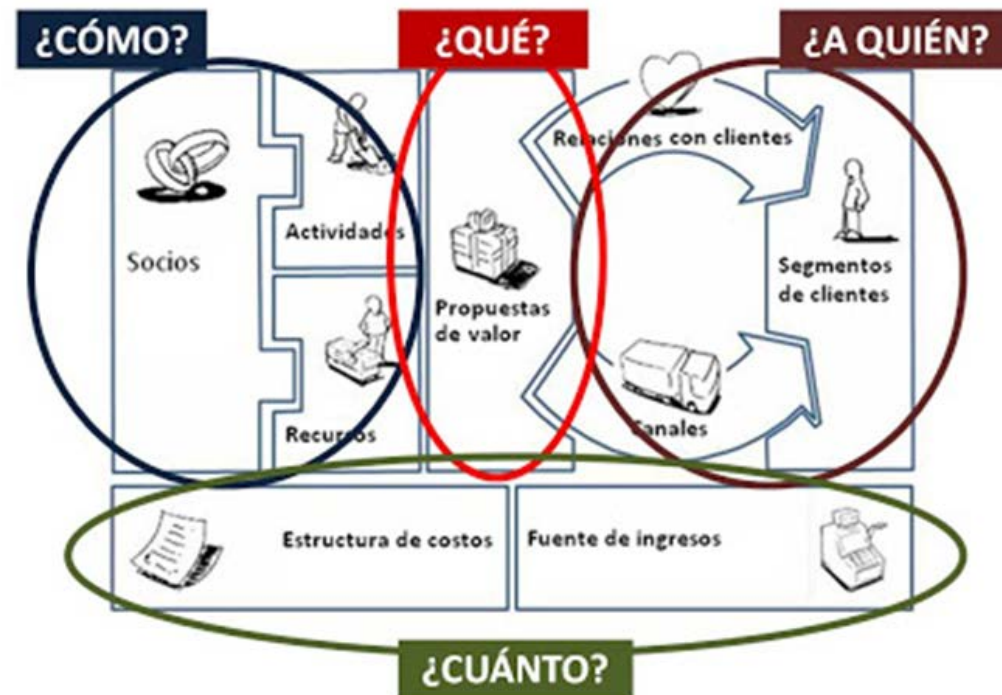 ¿CÓMO?
¿QUÉ?
¿A QUIÉN?
Relaciones con clientes
Actividades
Socios
Segmentos
de clientes
Propuestas
de valor
Recursos
Canales
Estructura de costos
Fuente de ingresos
¿CUÁNTO?